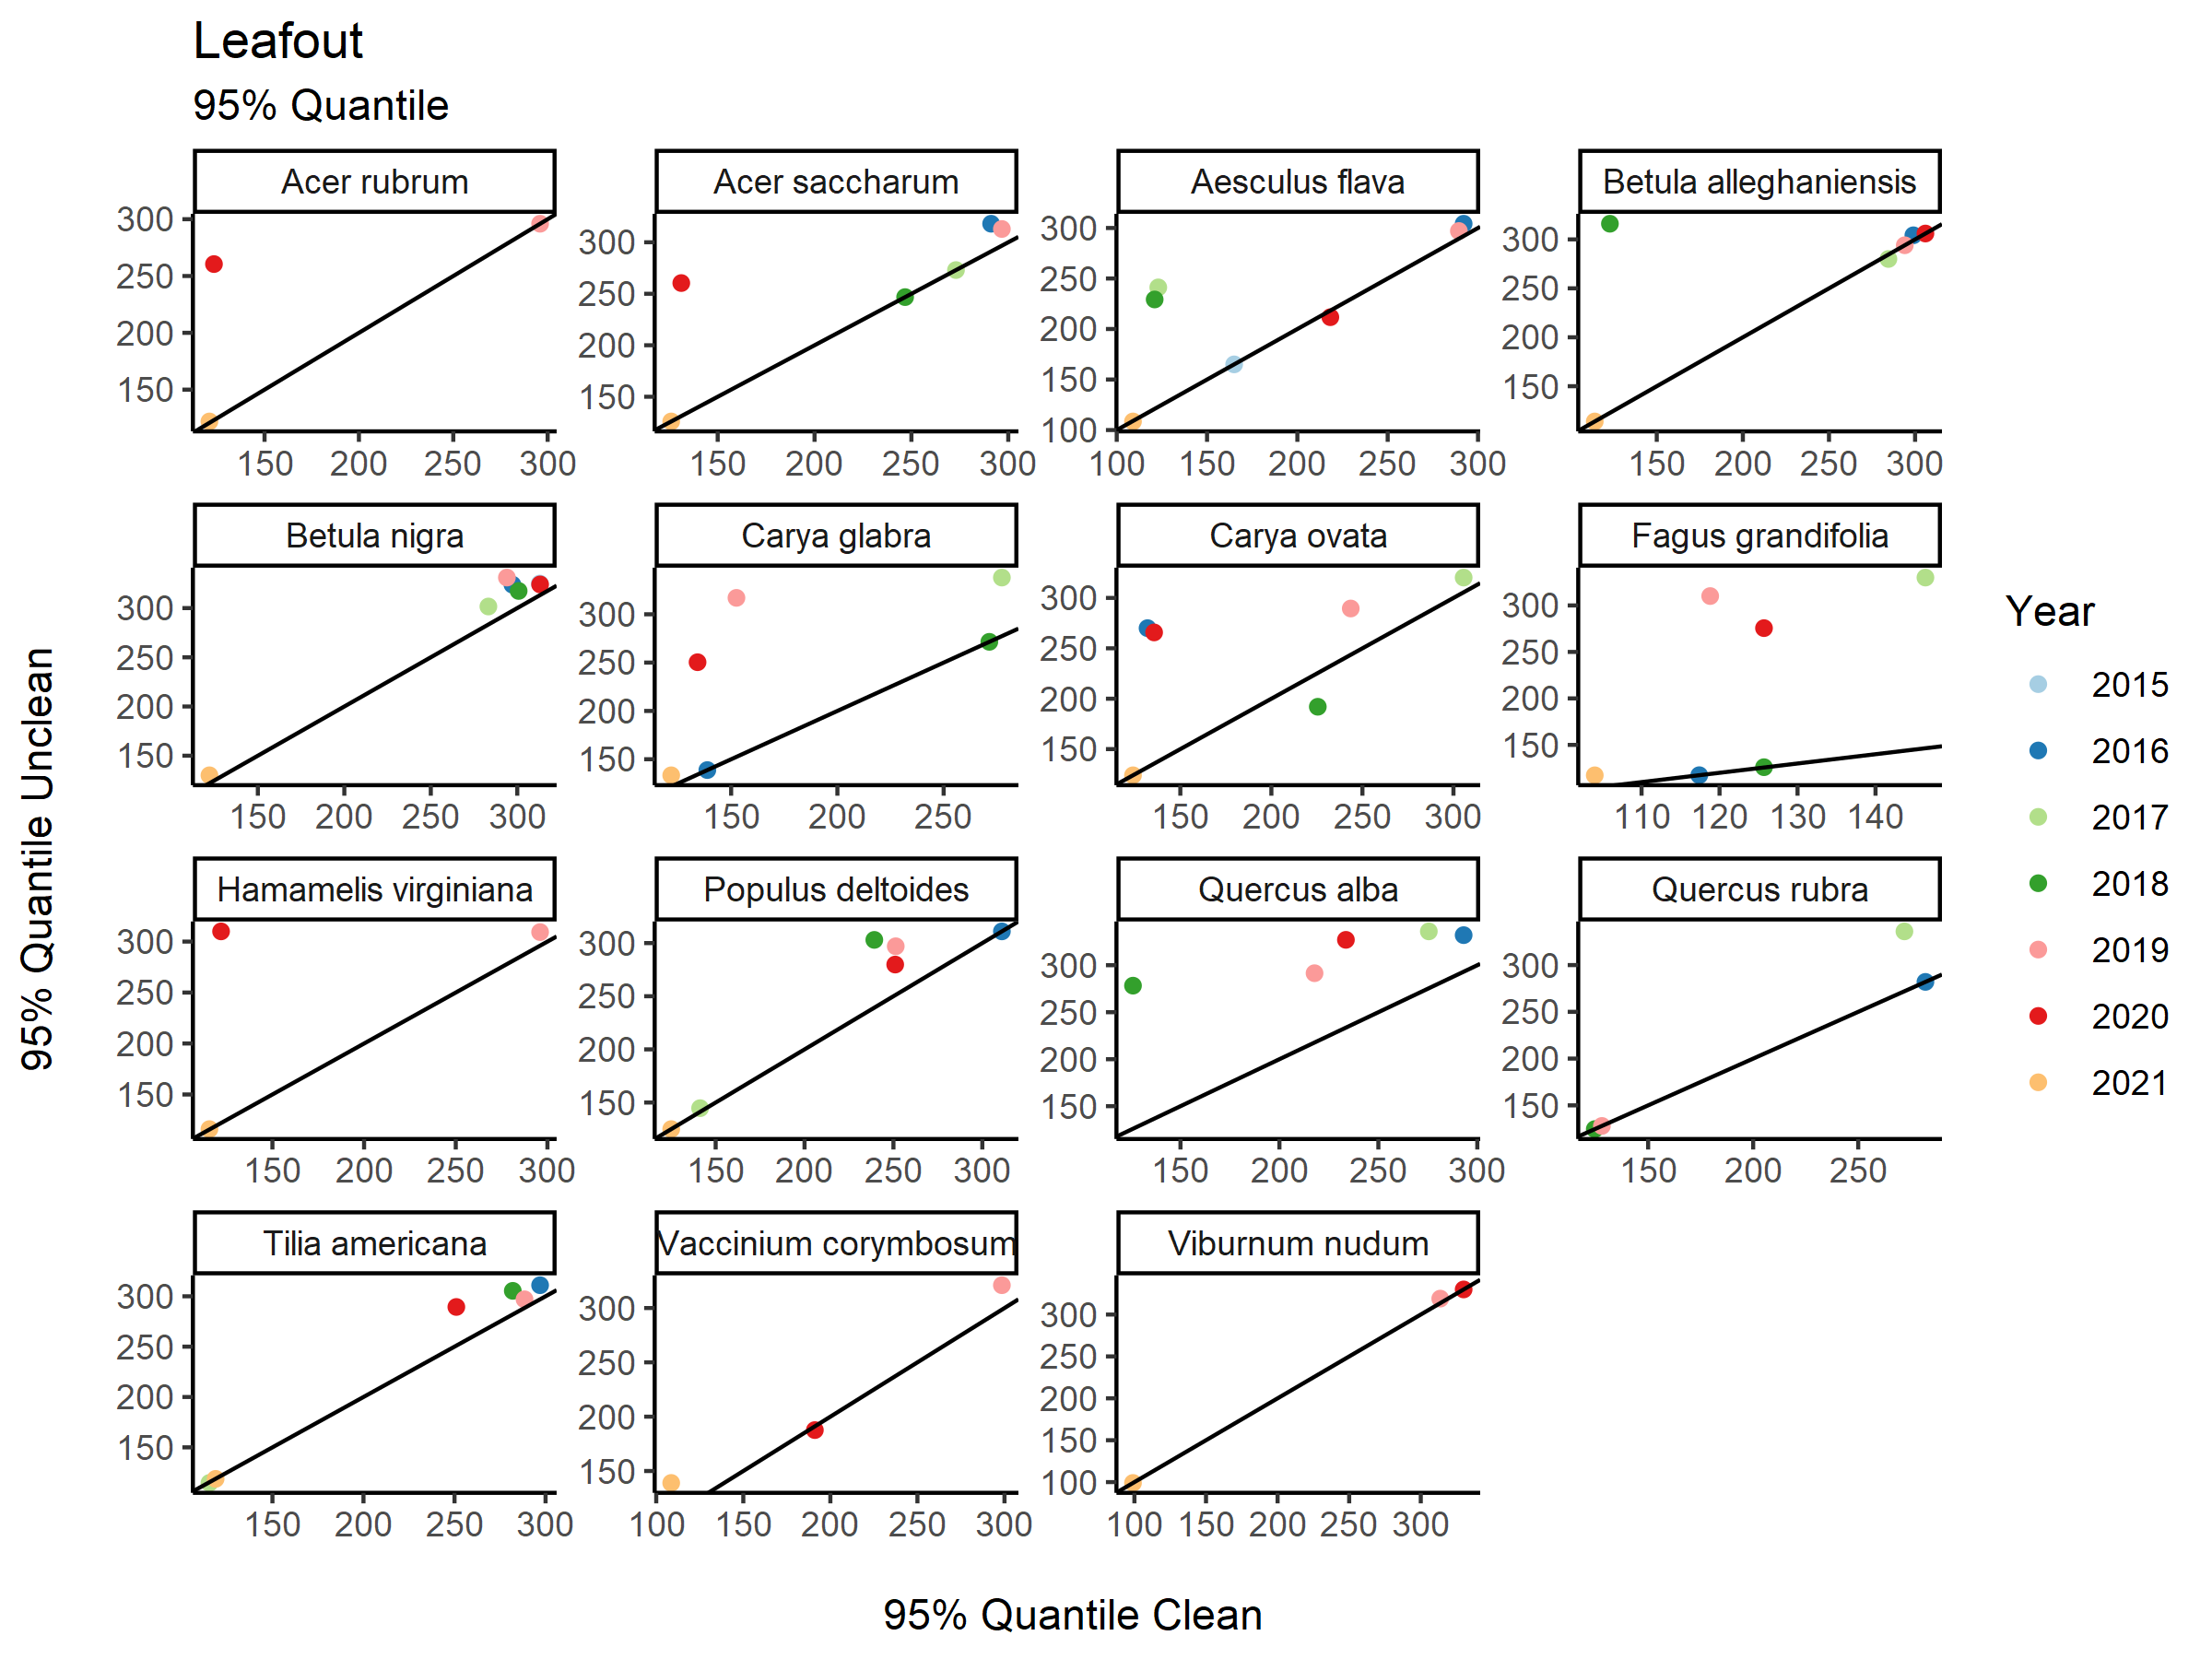 Leafout
95% Quantile
Acer rubrum
Acer saccharum
Aesculus flava
Betula alleghaniensis
300
250
200
150
150 200 250 300
300
250
200
150
150 200 250 300
300
250
200
150
100
100 150 200 250 300
300
250
200
150
150 200 250 300
Betula nigra
Carya glabra
Carya ovata
Fagus grandifolia
300
250
200
150
150 200 250 300
300
250
200
150
150 200 250
300
250
200
150
150 200 250 300
300
250
200
150
110 120 130 140
Hamamelis virginiana
Populus deltoides
Quercus alba
Quercus rubra
300
250
200
150
150 200 250 300
300
250
200
150
150 200 250 300
300
250
200
150
150 200 250 300
300
250
200
150
150 200 250
Tilia americana
Vaccinium corymbosum
Viburnum nudum
300
250
200
150
150 200 250 300
300
250
200
150
100 150 200 250 300
300
250
200
150
100
100 150 200 250 300
95% Quantile Unclean
95% Quantile Clean
Year
2015
2016
2017
2018
2019
2020
2021